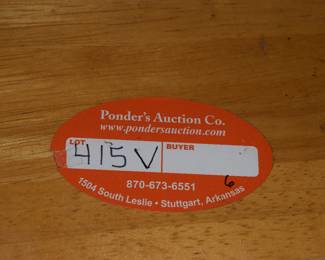 Ponder's Auction Co.
www.pondersauction.com
LOT BUYER
415V
870-673-6551
6
1504 South Leslie • Stuttgart, Arkansas